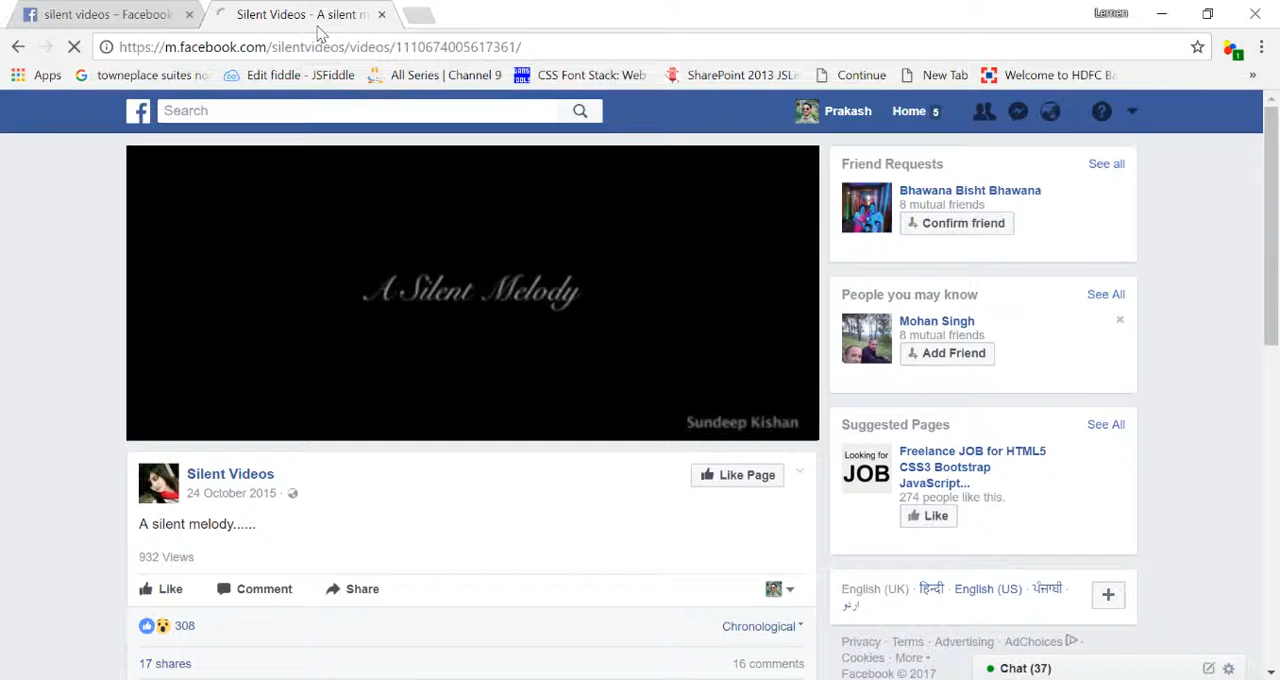 silent videos – Facebook
Silent Videos - A silent m
Lernen
https://m.facebook.com/silentvideos/videos/1110674005617361/
Apps
towneplace suites no
Edit fiddle - JSFiddle
All Series | Channel 9
CSS Font Stack: Web
SharePoint 2013 JSLin
Continue
New Tab
Welcome to HDFC Ba
Search
Prakash
Home 5
A Silent Melody
Sundeep Kishan
Silent Videos
24 October 2015 ·
Like Page
A silent melody......
932 Views
Like
Comment
Share
308
Chronological
17 shares
16 comments
Friend Requests
See all
Bhawana Bisht Bhawana
8 mutual friends
Confirm friend
People you may know
See All
Mohan Singh
8 mutual friends
Add Friend
Suggested Pages
See All
Looking for
JOB
Freelance JOB for HTML5
CSS3 Bootstrap
JavaScript...
274 people like this.
Like
English (UK) · हिन्दी · English (US) · ਪੰਜਾਬੀ ·
اردو
Privacy · Terms · Advertising · AdChoices ·
Cookies · More
Facebook © 2017
Chat (37)